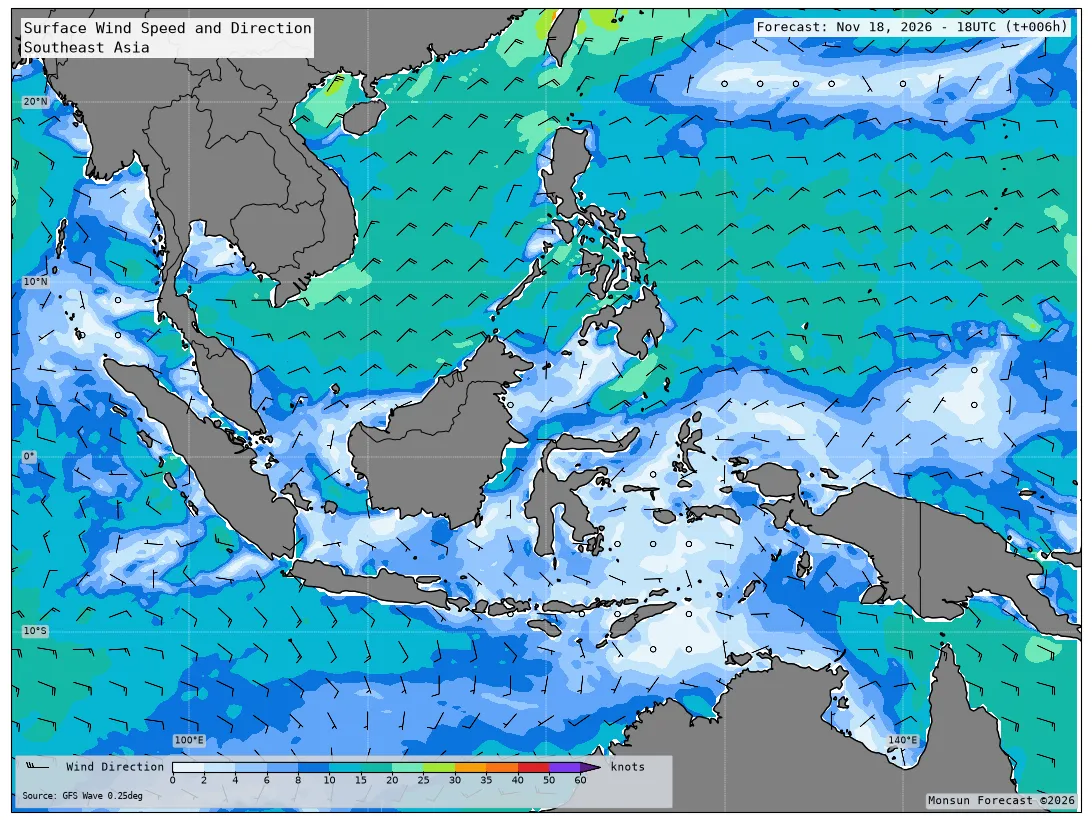 Surface Wind Speed and Direction
Southeast Asia
Forecast: Nov 18, 2026 - 18UTC (t+006h)
20°N
10°N
0°
10°S
100°E
140°E
Wind Direction
0 2 4 6 8 10 15 20 25 30 35 40 50 60
knots
Source: GFS Wave 0.25deg
Monsun Forecast ©2026